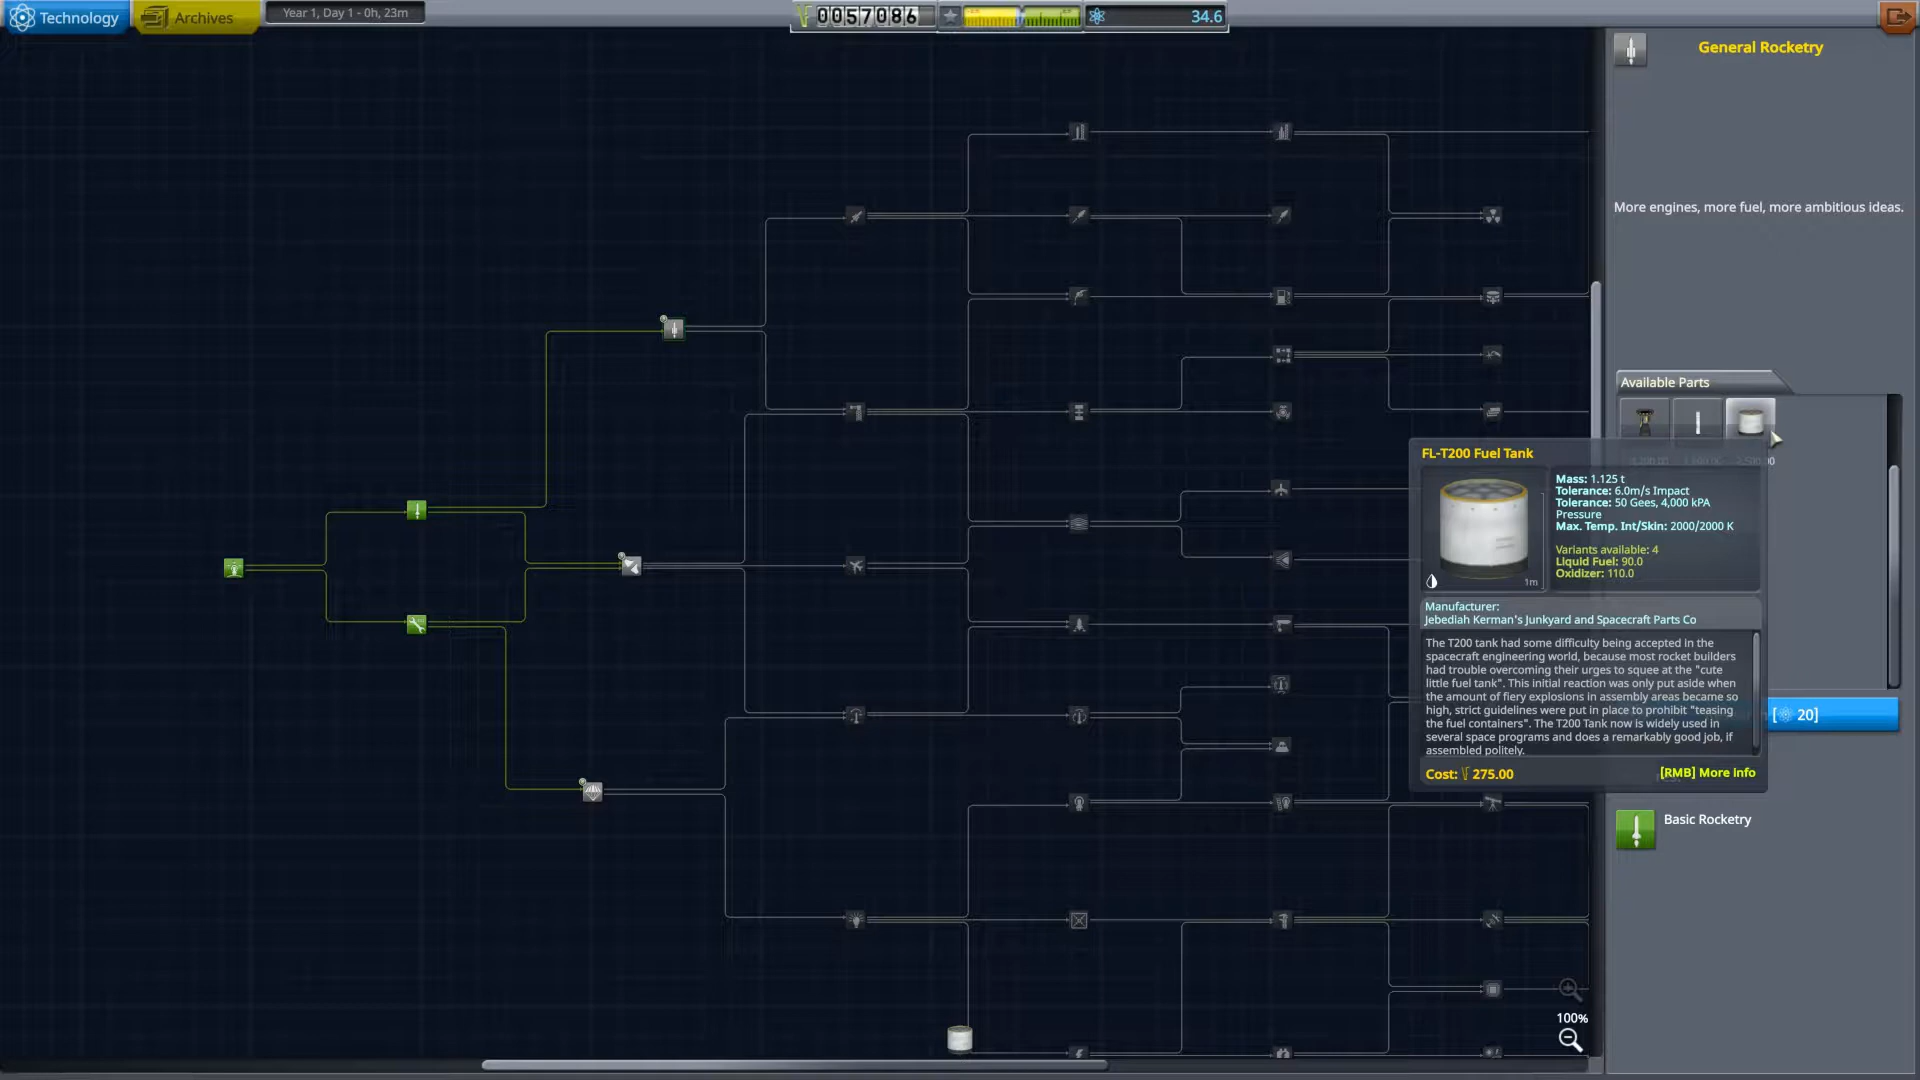 Technology
Archives
Year 1, Day 1 - 0h, 23m
0057086
34.6
General Rocketry
More engines, more fuel, more ambitious ideas.
Available Parts
FL-T200 Fuel Tank
Mass: 1.125 t
Tolerance: 6.0m/s Impact
Tolerance: 50 Gees, 4,000 kPa
Pressure
Max. Temp. Int/Skin: 2000/2000 K
Variants available: 4
Liquid Fuel: 90.0
Oxidizer: 110.0
1m
Manufacturer:
Jebediah Kerman's Junkyard and Spacecraft Parts Co
The T200 tank had some difficulty being accepted in the
spacecraft engineering world, because most rocket builders
had trouble overcoming their urges to squee at the "cute
little fuel tank". This initial reaction was only put aside when
the amount of fiery explosions in assembly areas became so
high, strict guidelines were put in place to prohibit "teasing
the fuel containers". The T200 Tank now is widely used in
several space programs and does a remarkably good job, if
assembled politely.
Cost: 275.00
[RMB] More Info
[ 20]
Basic Rocketry
100%